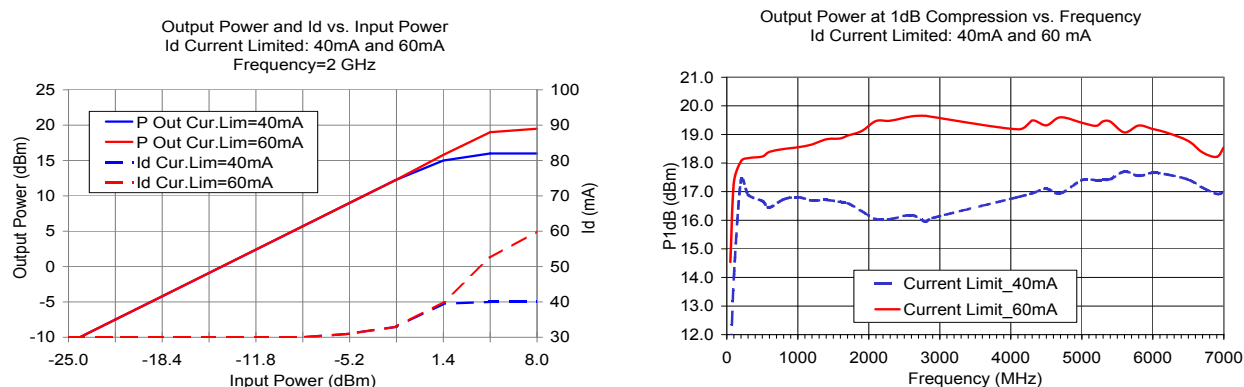 Output Power and Id vs. Input Power
Id Current Limited: 40mA and 60mA
Frequency=2 GHz
Output Power (dBm)
25
20
15
10
5
0
-5
-10
P Out Cur.Lim=40mA
P Out Cur.Lim=60mA
Id Cur.Lim=40mA
Id Cur.Lim=60mA
100
90
80
70
60
50
40
30
Id (mA)
-25.0 -18.4 -11.8 -5.2 1.4 8.0
Input Power (dBm)
Output Power at 1dB Compression vs. Frequency
Id Current Limited: 40mA and 60 mA
P1dB (dBm)
21.0
20.0
19.0
18.0
17.0
16.0
15.0
14.0
13.0
12.0
Current Limit_40mA
Current Limit_60mA
0 1000 2000 3000 4000 5000 6000 7000
Frequency (MHz)